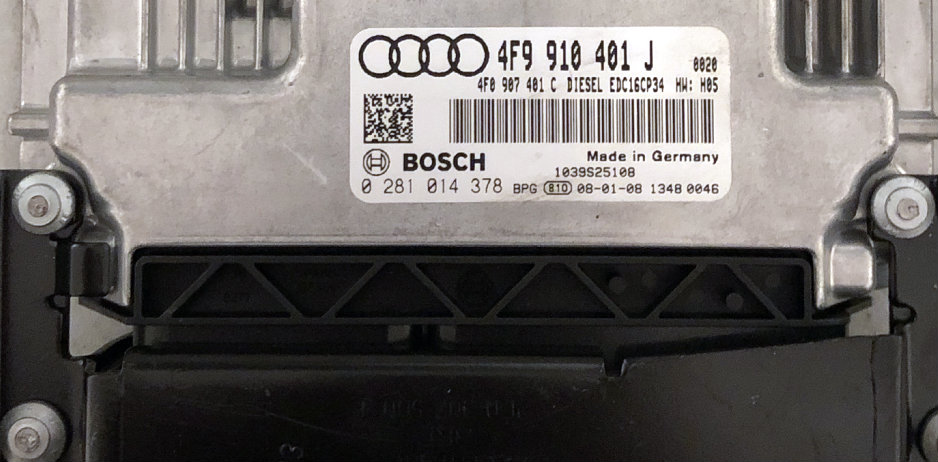 4F9 910 401 J 0020
4F0 907 401 C DIESEL EDC16CP34 HW: H05
BOSCH
Made in Germany
1039S25108
0 281 014 378 BPG 810 08-01-08 1348 0046
3